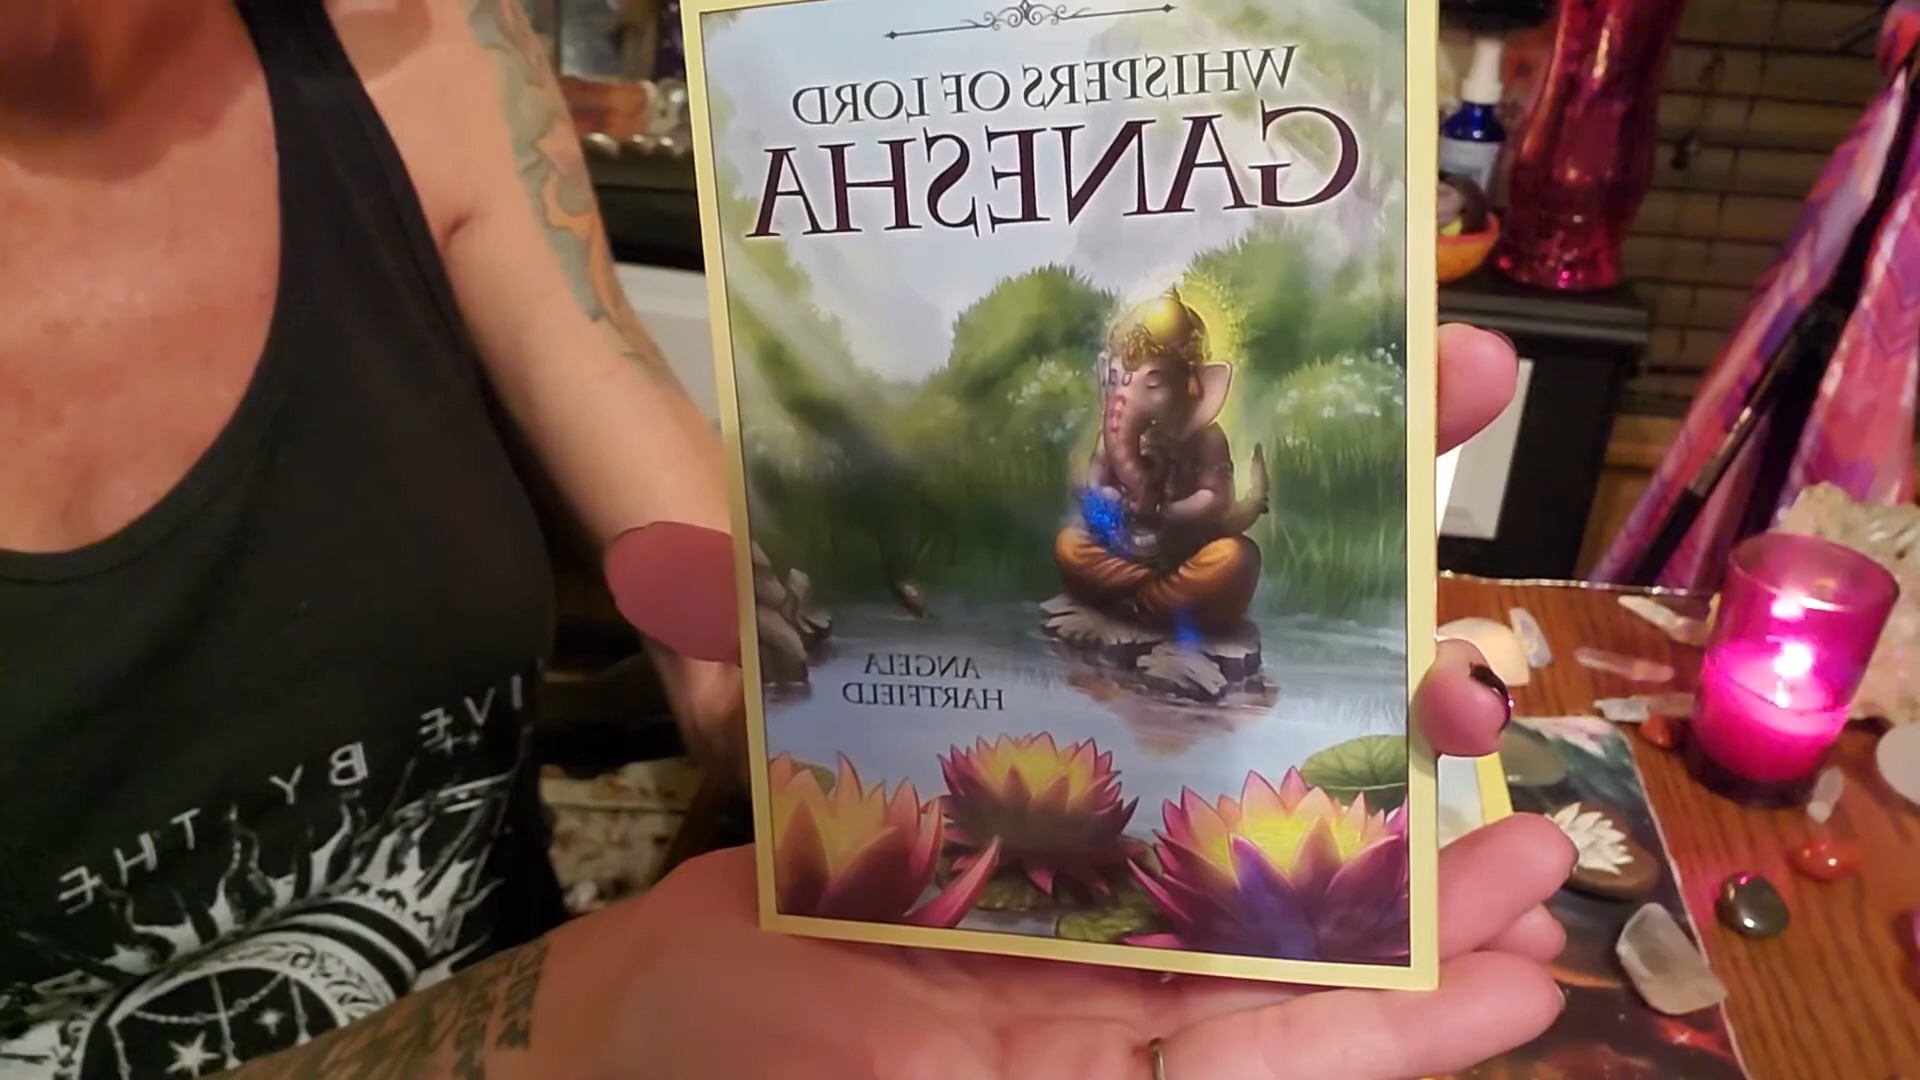 WHISPERS OF LORD
GANESHA
ANGELA
HARTFIELD
IVE BY THE